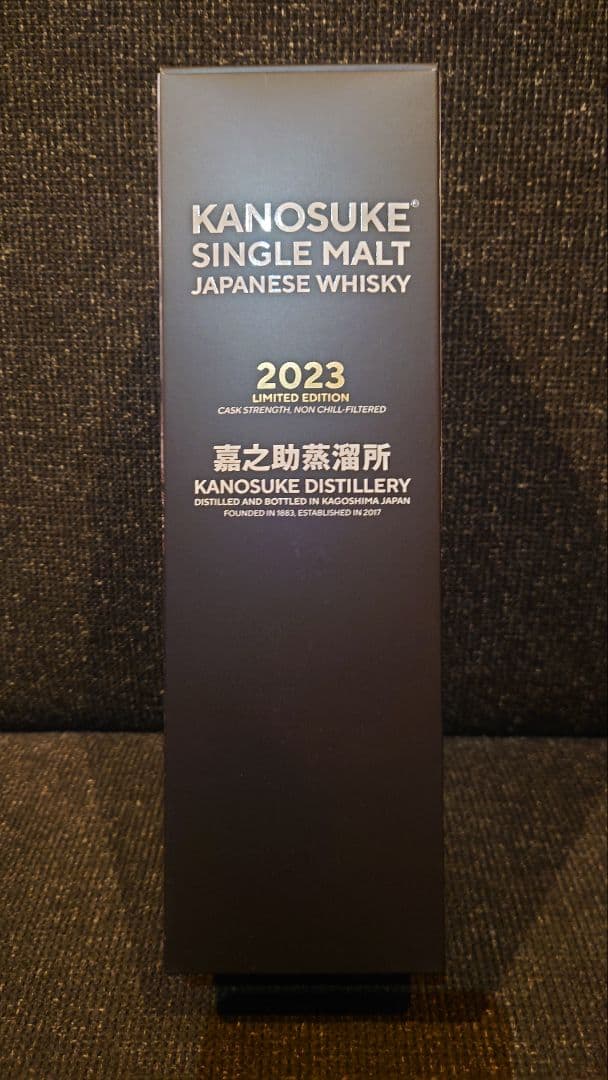 KANOSUKE®
SINGLE MALT
JAPANESE WHISKY
2023
LIMITED EDITION
CASK STRENGTH, NON CHILL-FILTERED
嘉之助蒸溜所
KANOSUKE DISTILLERY
DISTILLED AND BOTTLED IN KAGOSHIMA JAPAN
FOUNDED IN 1883, ESTABLISHED IN 2017